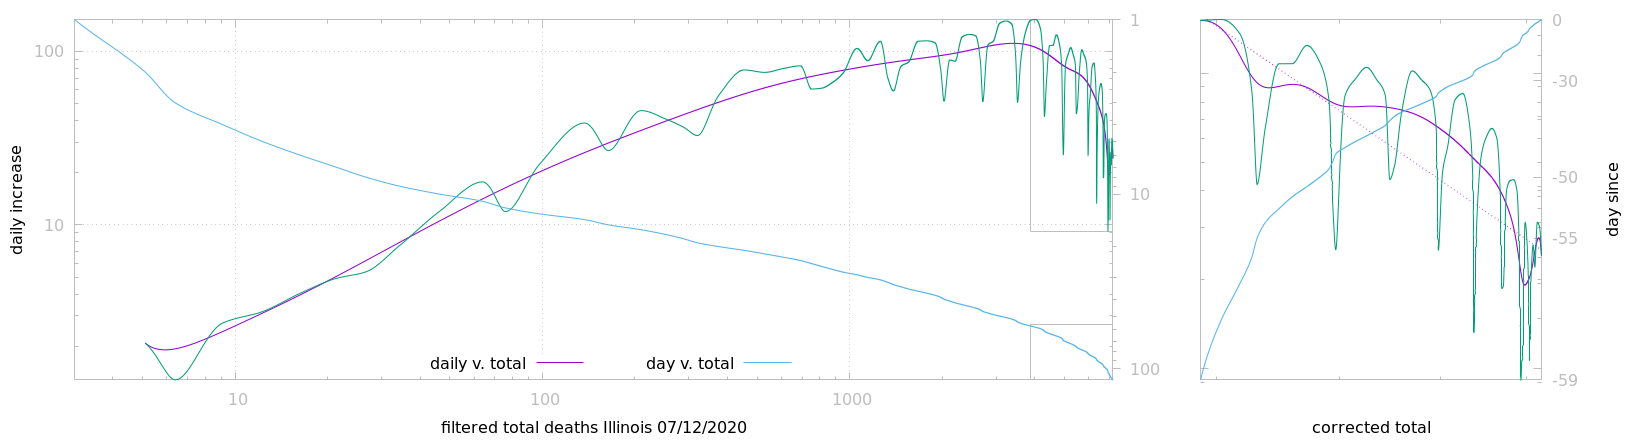 100
10
daily increase
1
10
100
daily v. total
day v. total
10
100
1000
filtered total deaths Illinois 07/12/2020
0
-30
-50
-55
-59
day since
corrected total